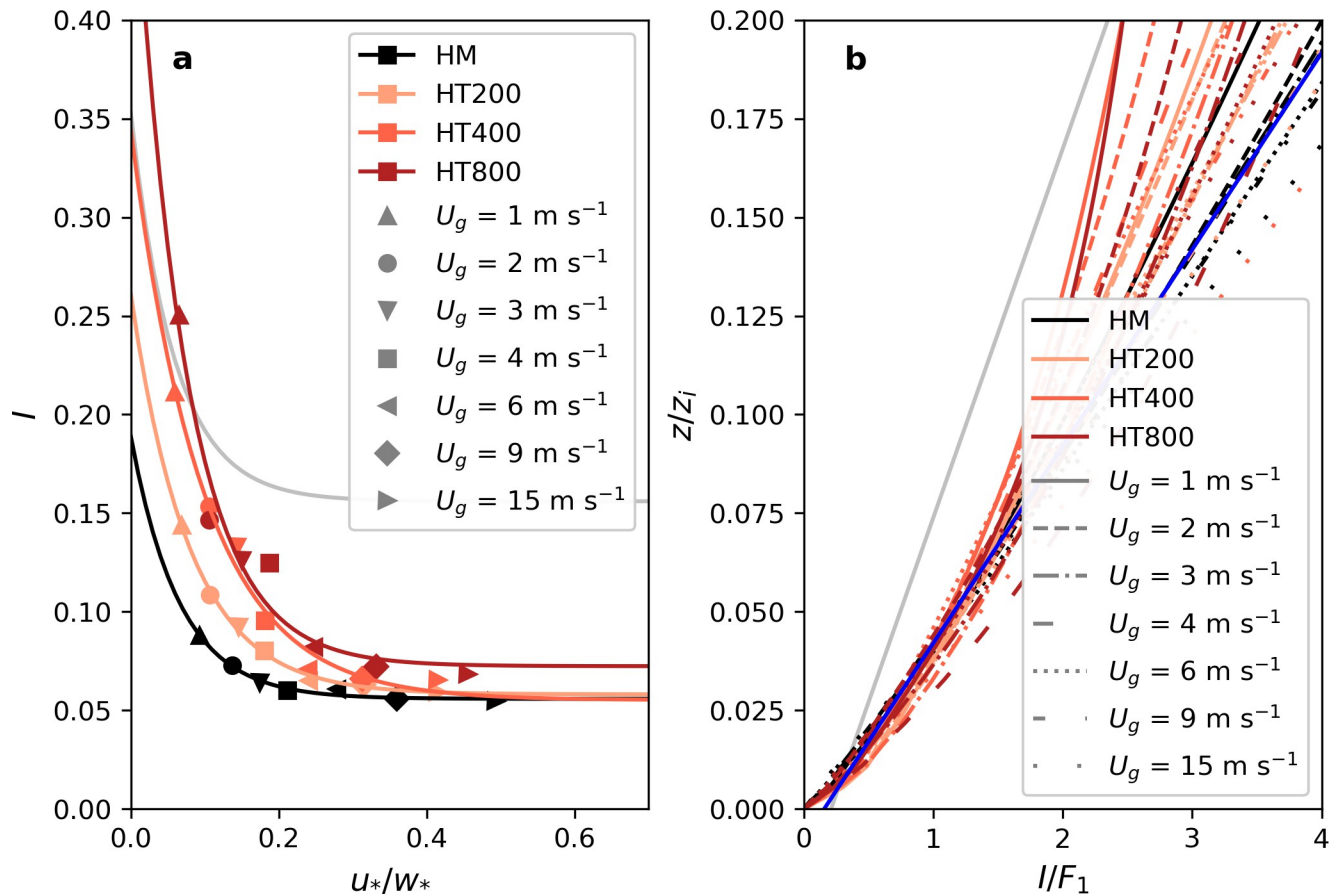 a
I
0.40
0.35
0.30
0.25
0.20
0.15
0.10
0.05
0.00
0.0 0.2 0.4 0.6
u*/w*
HM
HT200
HT400
HT800
U_g = 1 m s⁻¹
U_g = 2 m s⁻¹
U_g = 3 m s⁻¹
U_g = 4 m s⁻¹
U_g = 6 m s⁻¹
U_g = 9 m s⁻¹
U_g = 15 m s⁻¹
b
z/z_i
0.200
0.175
0.150
0.125
0.100
0.075
0.050
0.025
0.000
0 1 2 3 4
I/F₁
HM
HT200
HT400
HT800
U_g = 1 m s⁻¹
U_g = 2 m s⁻¹
U_g = 3 m s⁻¹
U_g = 4 m s⁻¹
U_g = 6 m s⁻¹
U_g = 9 m s⁻¹
U_g = 15 m s⁻¹